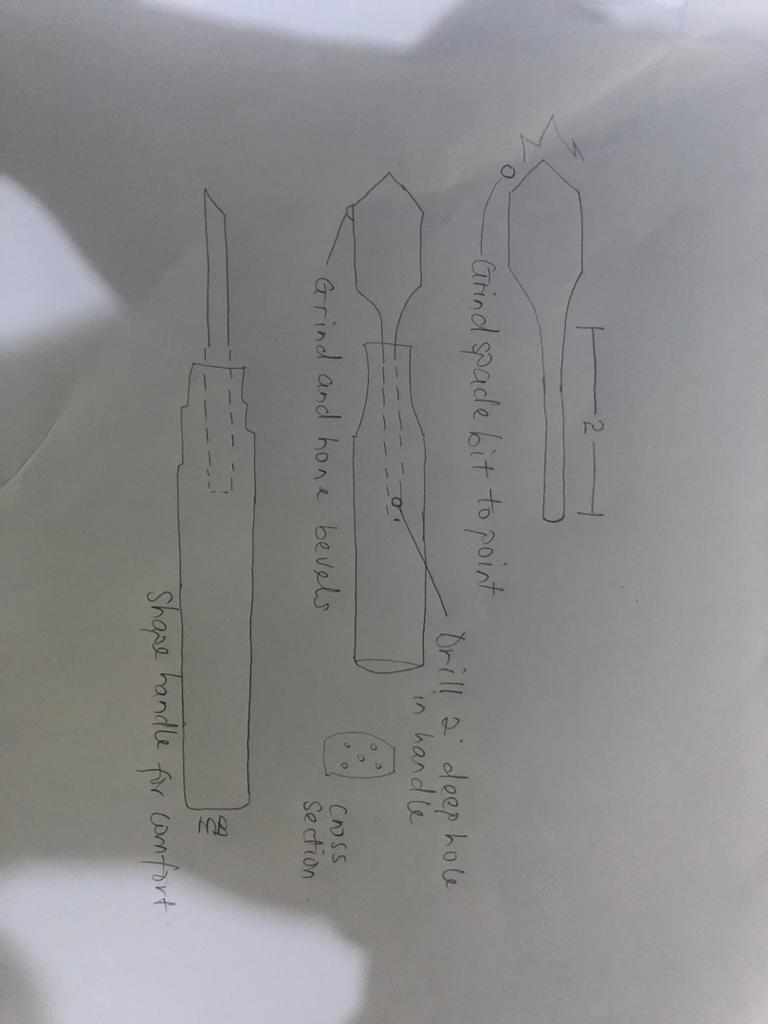 2
Grind spade bit to point
Drill 2" deep hole
in handle
Grind and hone bevels
Cross
Section.
Shape handle for comfort.